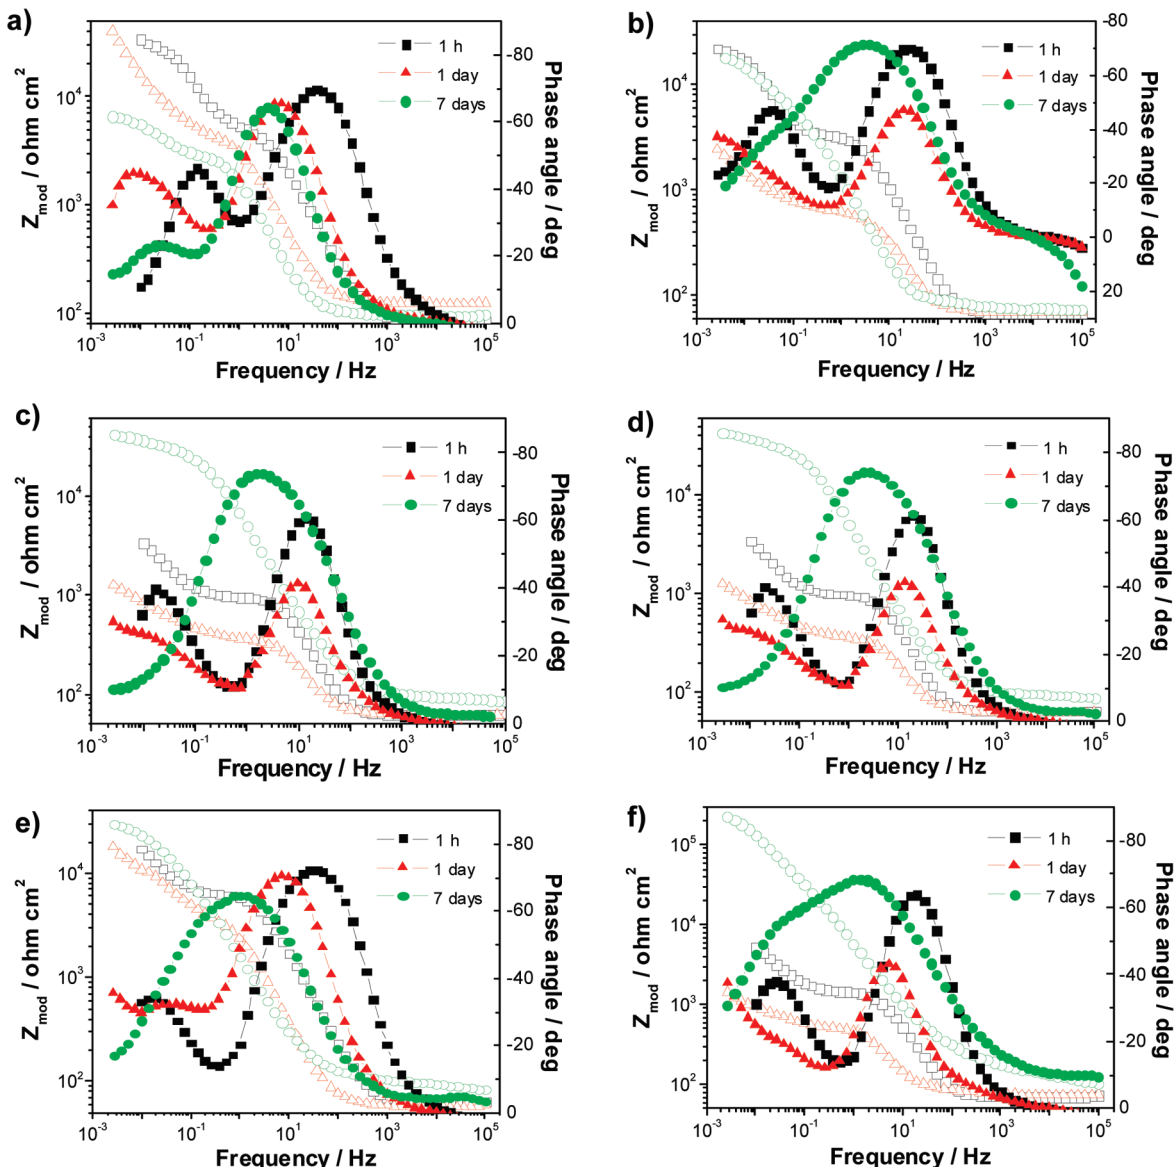 a)
1 h
1 day
7 days
10^4
10^3
10^2
-80
-60
-40
-20
0
10^-3 10^-1 10^1 10^3 10^5
Z_mod / ohm cm^2
Phase angle / deg
Frequency / Hz
b)
1 h
1 day
7 days
10^4
10^3
10^2
-80
-60
-40
-20
0
20
10^-3 10^-1 10^1 10^3 10^5
Z_mod / ohm cm^2
Phase angle / deg
Frequency / Hz
c)
1 h
1 day
7 days
10^4
10^3
10^2
-80
-60
-40
-20
0
10^-3 10^-1 10^1 10^3 10^5
Z_mod / ohm cm^2
Phase angle / deg
Frequency / Hz
d)
1 h
1 day
7 days
10^4
10^3
10^2
-80
-60
-40
-20
0
10^-3 10^-1 10^1 10^3 10^5
Z_mod / ohm cm^2
Phase angle / deg
Frequency / Hz
e)
1 h
1 day
7 days
10^4
10^3
10^2
-80
-60
-40
-20
0
10^-3 10^-1 10^1 10^3 10^5
Z_mod / ohm cm^2
Phase angle / deg
Frequency / Hz
f)
1 h
1 day
7 days
10^5
10^4
10^3
10^2
-80
-60
-40
-20
0
10^-3 10^-1 10^1 10^3 10^5
Z_mod / ohm cm^2
Phase angle / deg
Frequency / Hz